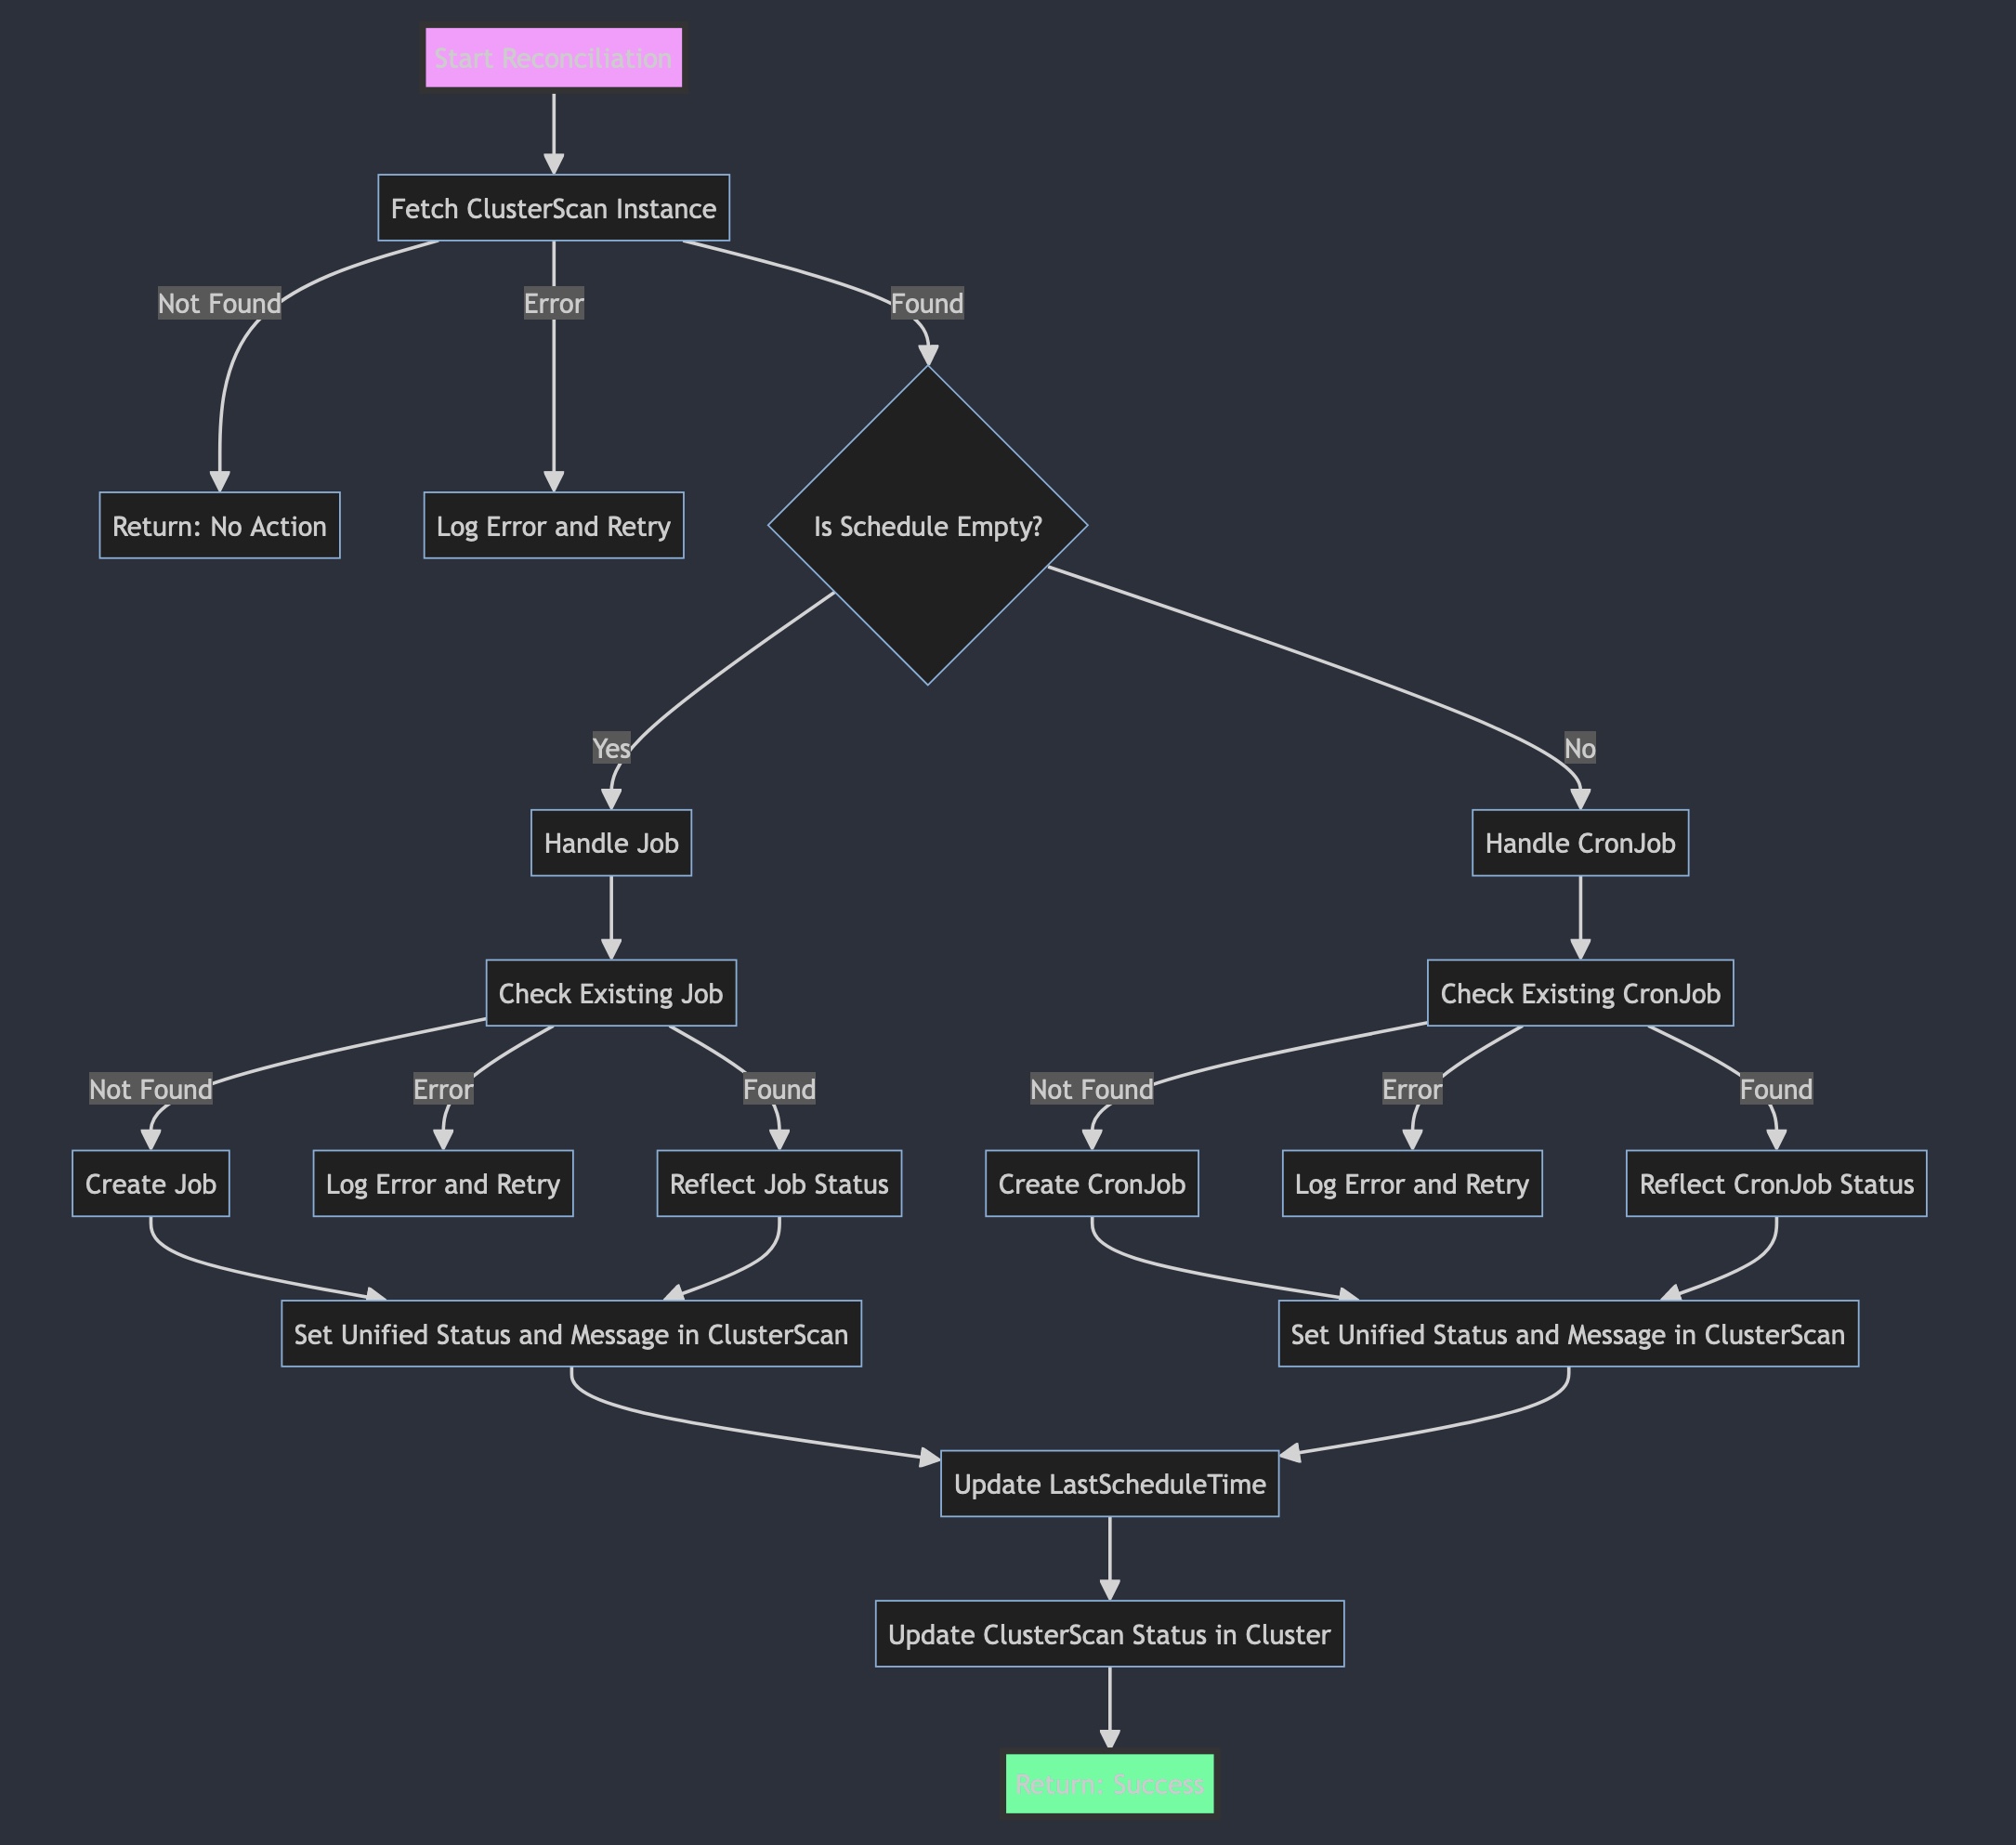 Start Reconciliation
Fetch ClusterScan Instance
Not Found
Error
Found
Return: No Action
Log Error and Retry
Is Schedule Empty?
Yes
No
Handle Job
Handle CronJob
Check Existing Job
Check Existing CronJob
Not Found
Error
Found
Not Found
Error
Found
Create Job
Log Error and Retry
Reflect Job Status
Create CronJob
Log Error and Retry
Reflect CronJob Status
Set Unified Status and Message in ClusterScan
Set Unified Status and Message in ClusterScan
Update LastScheduleTime
Update ClusterScan Status in Cluster
Return: Success